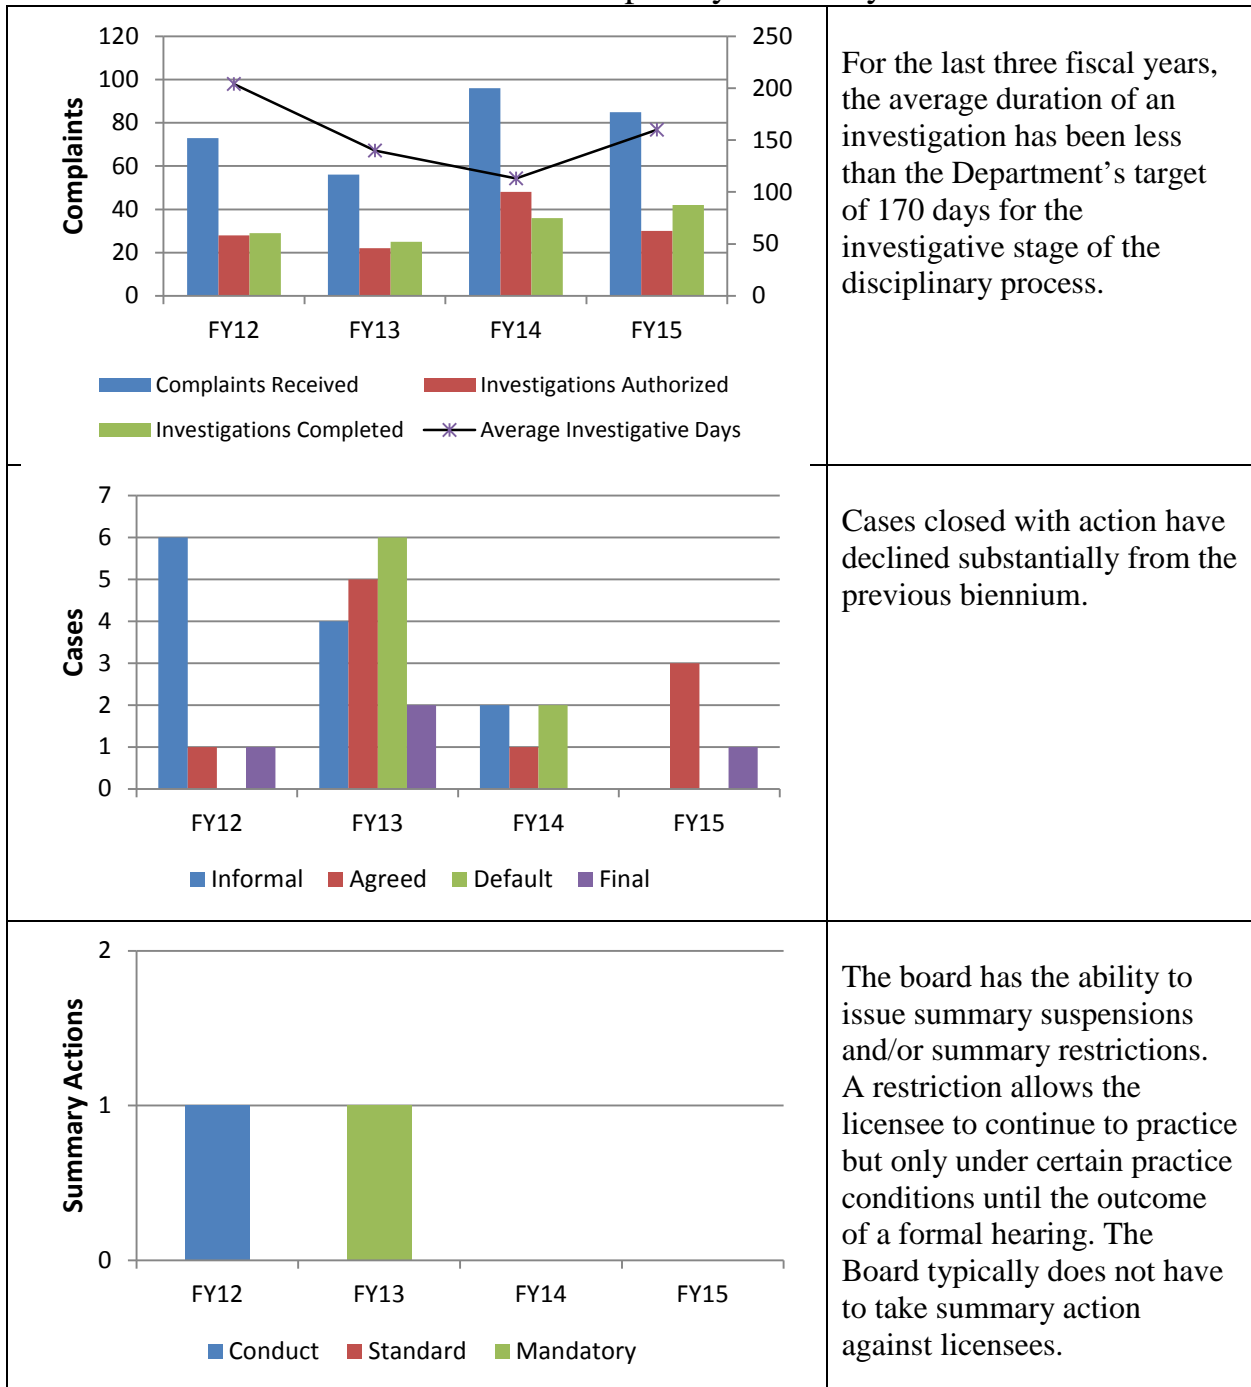 120
100
80
60
40
20
0
Complaints
250
200
150
100
50
0
FY12 FY13 FY14 FY15
Complaints Received Investigations Authorized
Investigations Completed Average Investigative Days
For the last three fiscal years,
the average duration of an
investigation has been less
than the Department’s target
of 170 days for the
investigative stage of the
disciplinary process.
7
6
5
4
3
2
1
0
Cases
FY12 FY13 FY14 FY15
Informal Agreed Default Final
Cases closed with action have
declined substantially from the
previous biennium.
2
1
0
Summary Actions
FY12 FY13 FY14 FY15
Conduct Standard Mandatory
The board has the ability to
issue summary suspensions
and/or summary restrictions.
A restriction allows the
licensee to continue to practice
but only under certain practice
conditions until the outcome
of a formal hearing. The
Board typically does not have
to take summary action
against licensees.